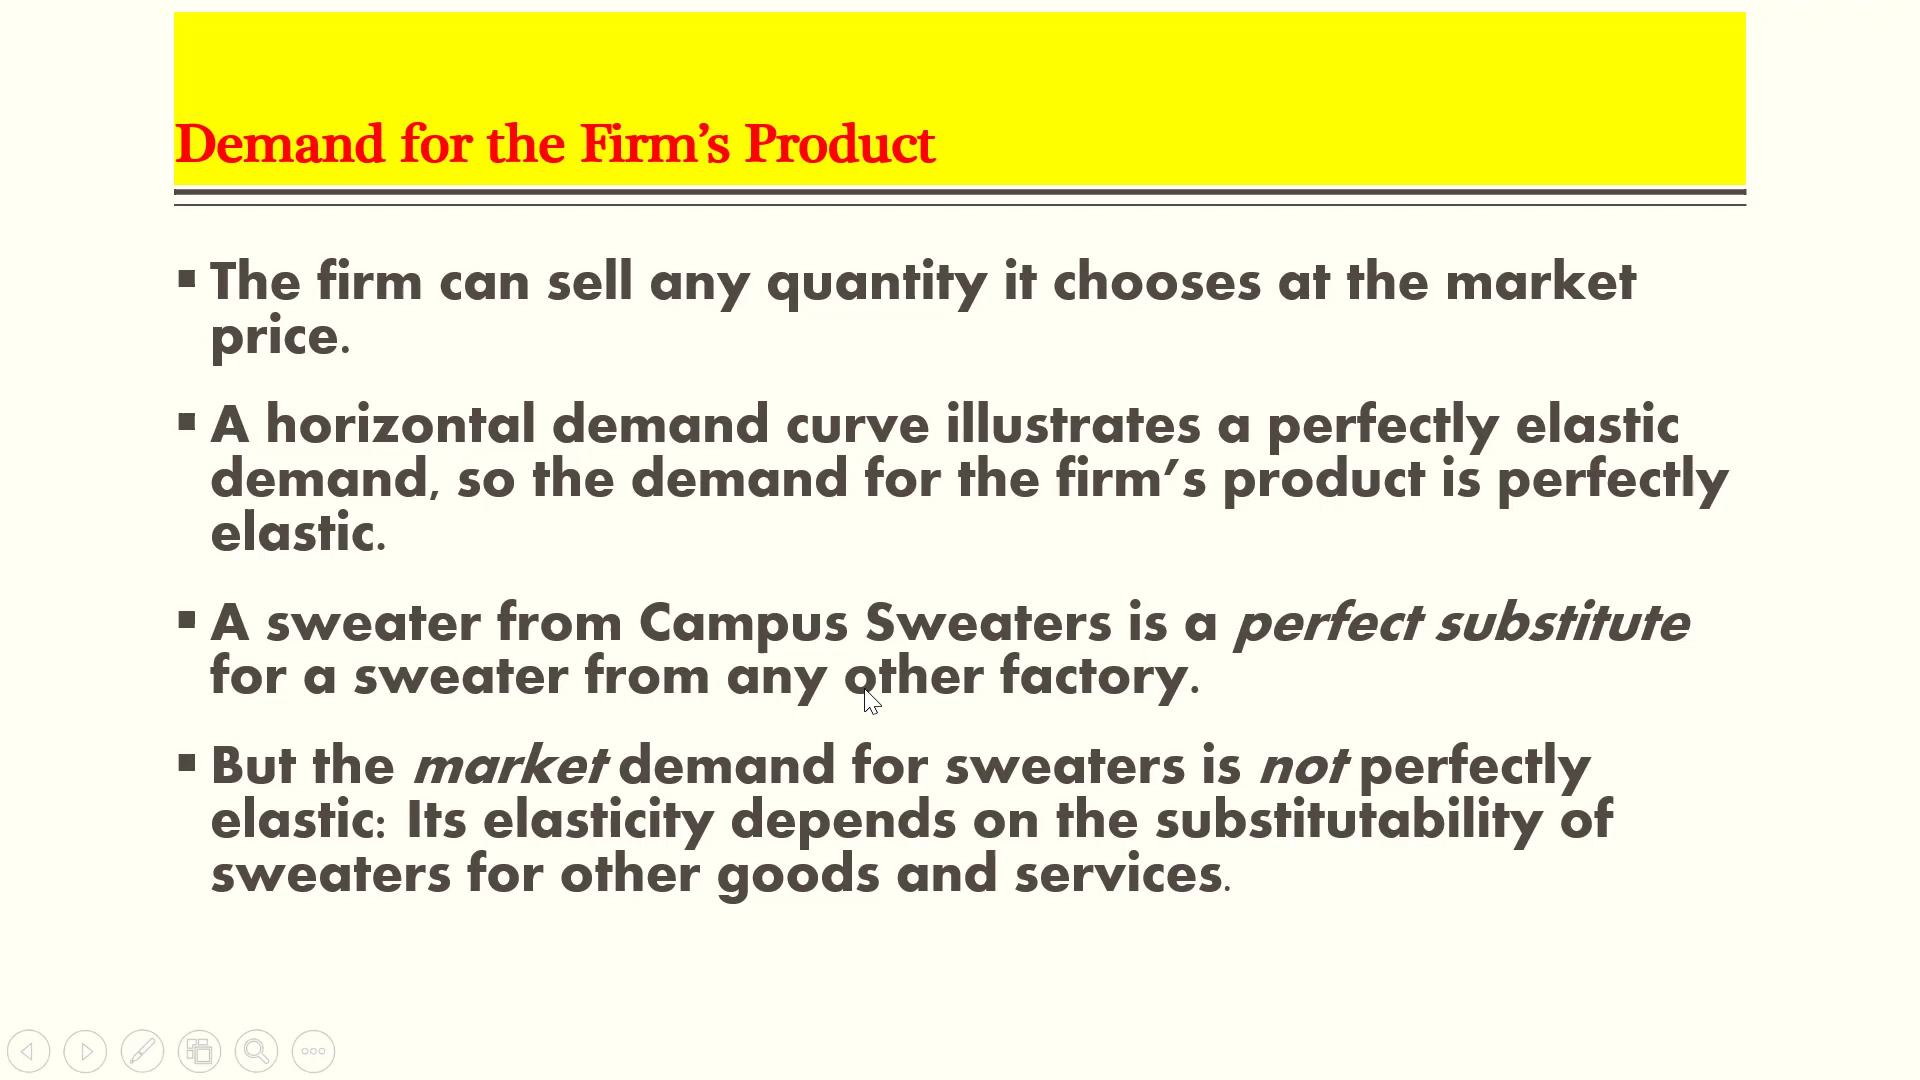 Demand for the Firm’s Product
▪ The firm can sell any quantity it chooses at the market
price.
▪ A horizontal demand curve illustrates a perfectly elastic
demand, so the demand for the firm’s product is perfectly
elastic.
▪ A sweater from Campus Sweaters is a perfect substitute
for a sweater from any other factory.
▪ But the market demand for sweaters is not perfectly
elastic: Its elasticity depends on the substitutability of
sweaters for other goods and services.